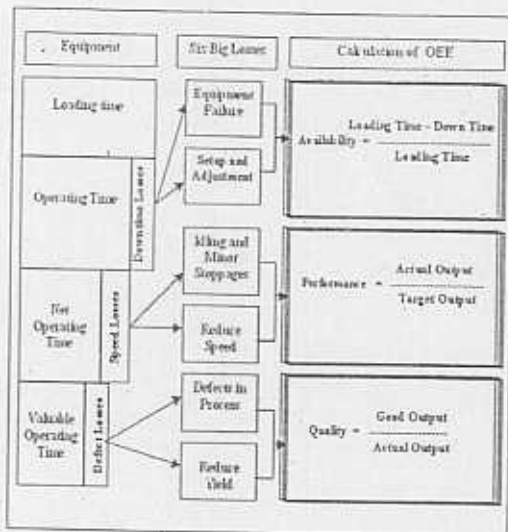 Equipment
Six Big Losses
Calculation of OEE
Loading time
Equipment
Failure
Setup and
Adjustment
Availability =
Loading Time - Down Time
Loading Time
Operating Time
Downtime Losses
Idling and
Minor
Stoppages
Reduce
Speed
Performance =
Actual Output
Target Output
Net
Operating
Time
Speed Losses
Defects in
Process
Reduce
Yield
Quality =
Good Output
Actual Output
Valuable
Operating
Time
Defect Losses